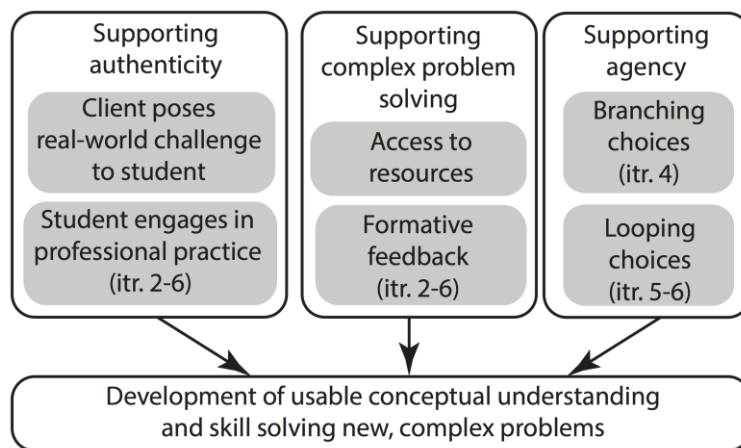 Supporting
authenticity
Client poses
real-world challenge
to student
Student engages in
professional practice
(itr. 2-6)
Supporting
complex problem
solving
Access to
resources
Formative
feedback
(itr. 2-6)
Supporting
agency
Branching
choices
(itr. 4)
Looping
choices
(itr. 5-6)
Development of usable conceptual understanding
and skill solving new, complex problems